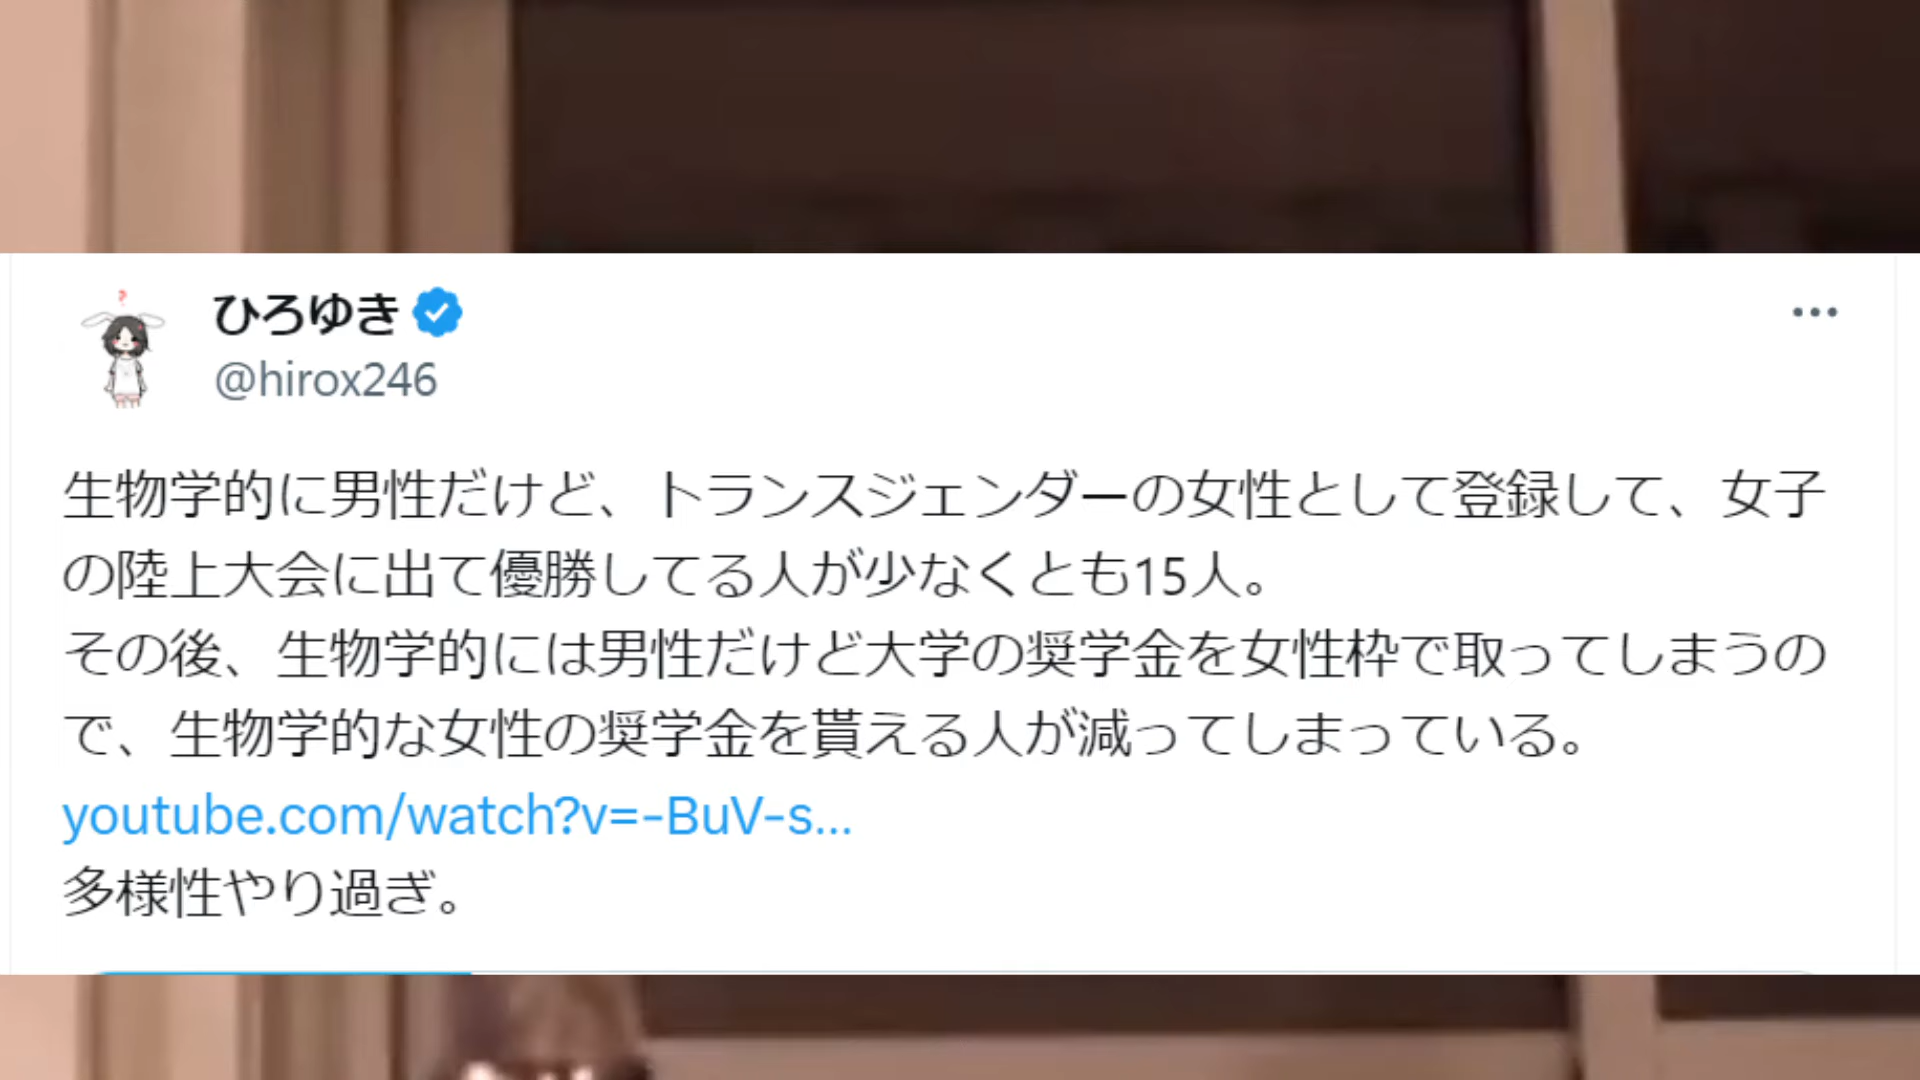 ひろゆき
@hirox246
生物学的に男性だけど、トランスジェンダーの女性として登録して、女子
の陸上大会に出て優勝してる人が少なくとも15人。
その後、生物学的には男性だけど大学の奨学金を女性枠で取ってしまうの
で、生物学的な女性の奨学金を貰える人が減ってしまっている。
youtube.com/watch?v=-BuV-s...
多様性やり過ぎ。